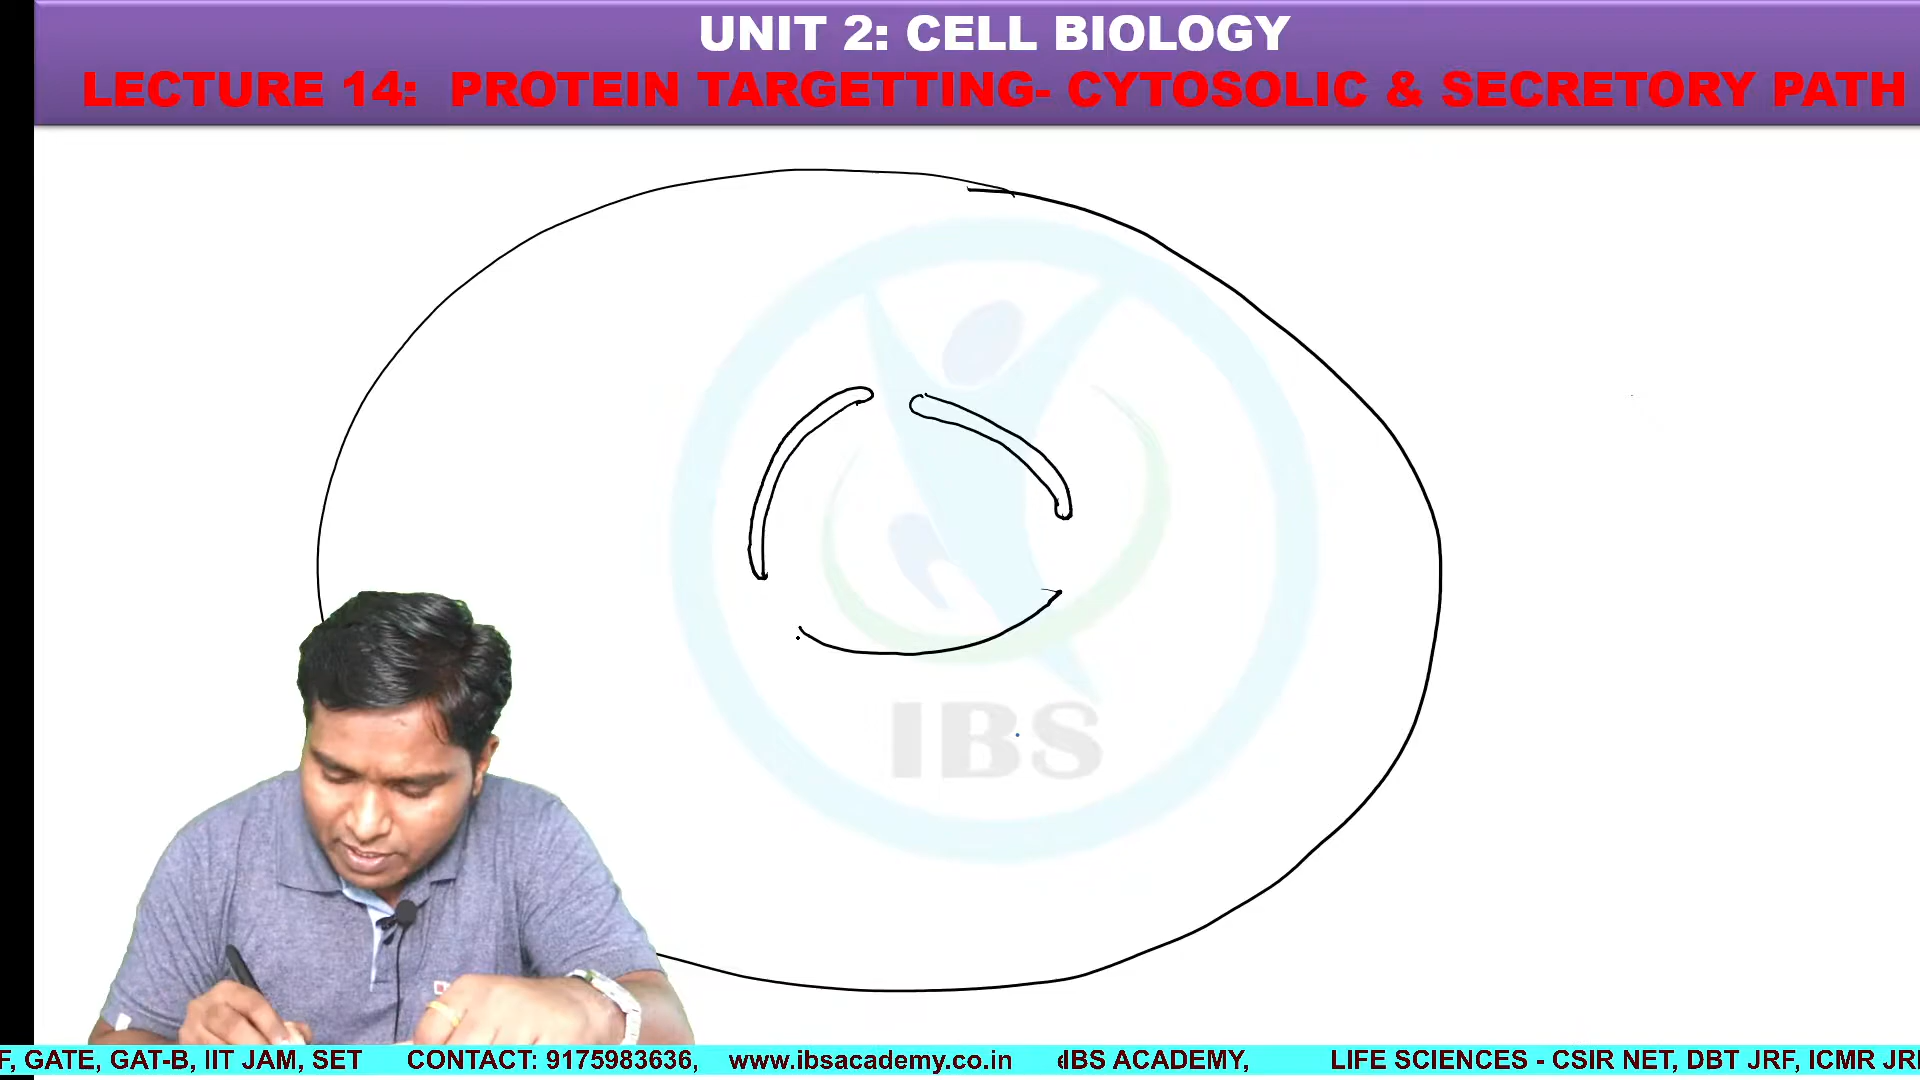 UNIT 2: CELL BIOLOGY
LECTURE 14: PROTEIN TARGETTING- CYTOSOLIC & SECRETORY PATH
IBS
F, GATE, GAT-B, IIT JAM, SET CONTACT: 9175983636, www.ibsacademy.co.in IBS ACADEMY, LIFE SCIENCES - CSIR NET, DBT JRF, ICMR JRF